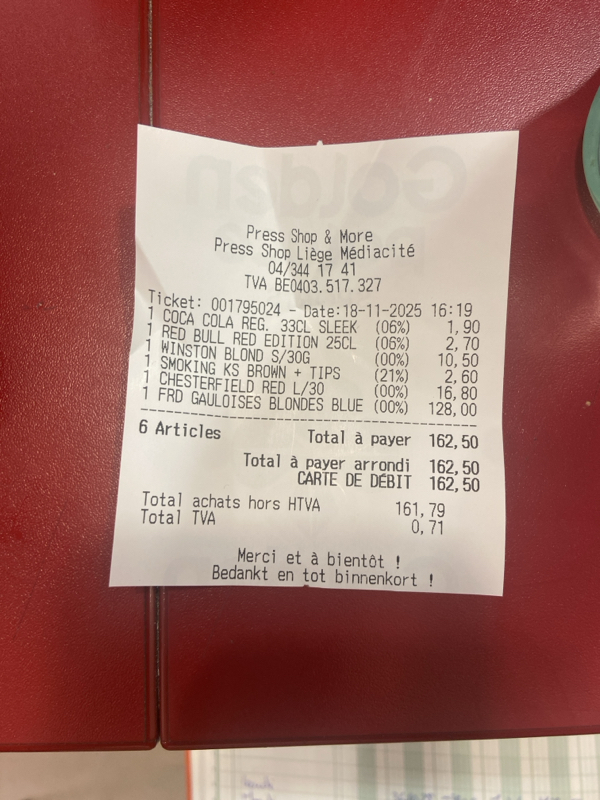 Press Shop & More
Press Shop Liège Médiacité
04/344 17 41
TVA BE0403.517.327
Ticket: 001795024 - Date:18-11-2025 16:19
1 COCA COLA REG. 33CL SLEEK (06%) 1,90
1 RED BULL RED EDITION 25CL (06%) 2,70
1 WINSTON BLOND S/30G (00%) 10,50
1 SMOKING KS BROWN + TIPS (21%) 2,60
1 CHESTERFIELD RED L/30 (00%) 16,80
1 FRD GAULOISES BLONDES BLUE (00%) 128,00
6 Articles Total à payer 162,50
Total à payer arrondi 162,50
CARTE DE DÉBIT 162,50
Total achats hors HTVA 161,79
Total TVA 0,71
Merci et à bientôt !
Bedankt en tot binnenkort !